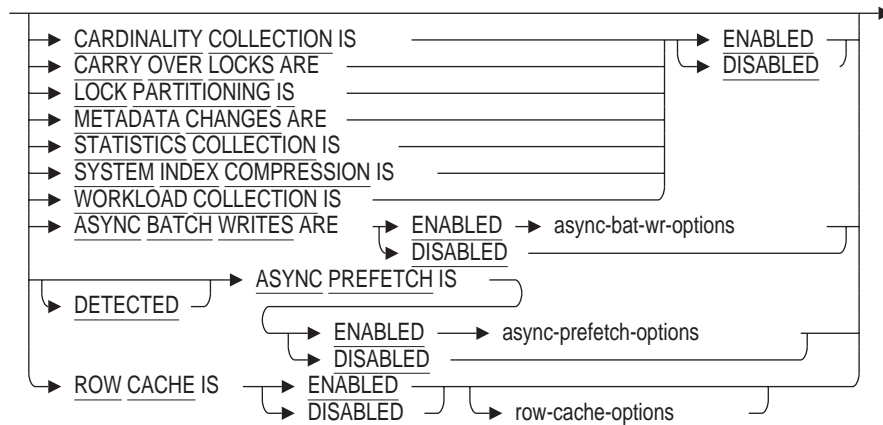 CARDINALITY COLLECTION IS ENABLED
CARRY OVER LOCKS ARE DISABLED
LOCK PARTITIONING IS
METADATA CHANGES ARE
STATISTICS COLLECTION IS
SYSTEM INDEX COMPRESSION IS
WORKLOAD COLLECTION IS
ASYNC BATCH WRITES ARE ENABLED async-bat-wr-options
DISABLED
ASYNC PREFETCH IS
DETECTED
ENABLED async-prefetch-options
DISABLED
ROW CACHE IS ENABLED
DISABLED row-cache-options